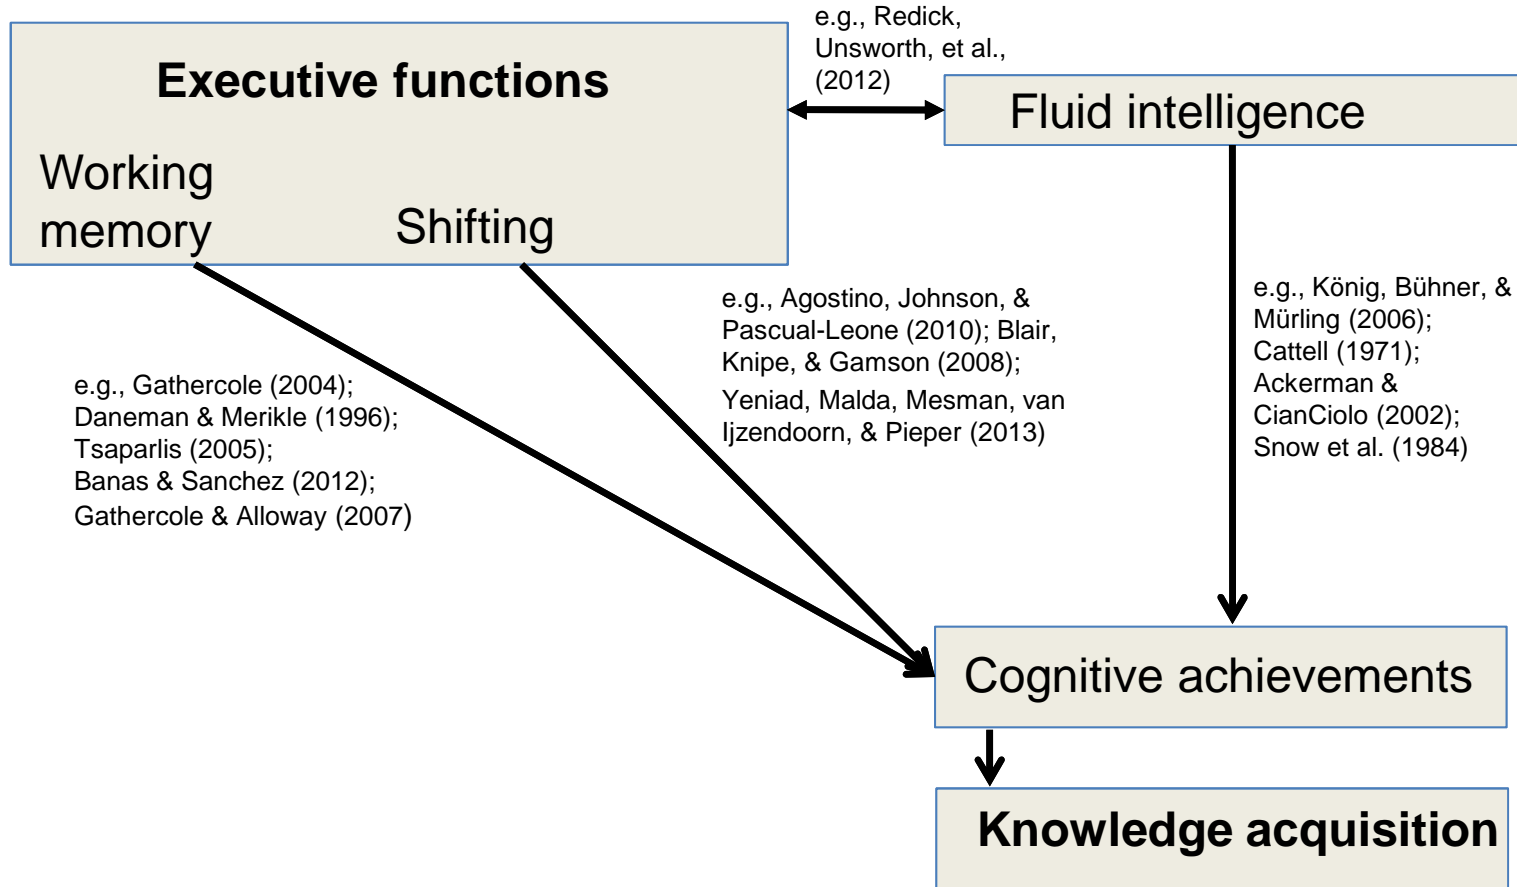 Executive functions
Working
memory
Shifting
e.g., Redick,
Unsworth, et al.,
(2012)
Fluid intelligence
e.g., Gathercole (2004);
Daneman & Merikle (1996);
Tsaparlis (2005);
Banas & Sanchez (2012);
Gathercole & Alloway (2007)
e.g., Agostino, Johnson, &
Pascual-Leone (2010); Blair,
Knipe, & Gamson (2008);
Yeniad, Malda, Mesman, van
Ijzendoorn, & Pieper (2013)
e.g., König, Bühner, &
Mürling (2006);
Cattell (1971);
Ackerman &
CianCiolo (2002);
Snow et al. (1984)
Cognitive achievements
Knowledge acquisition